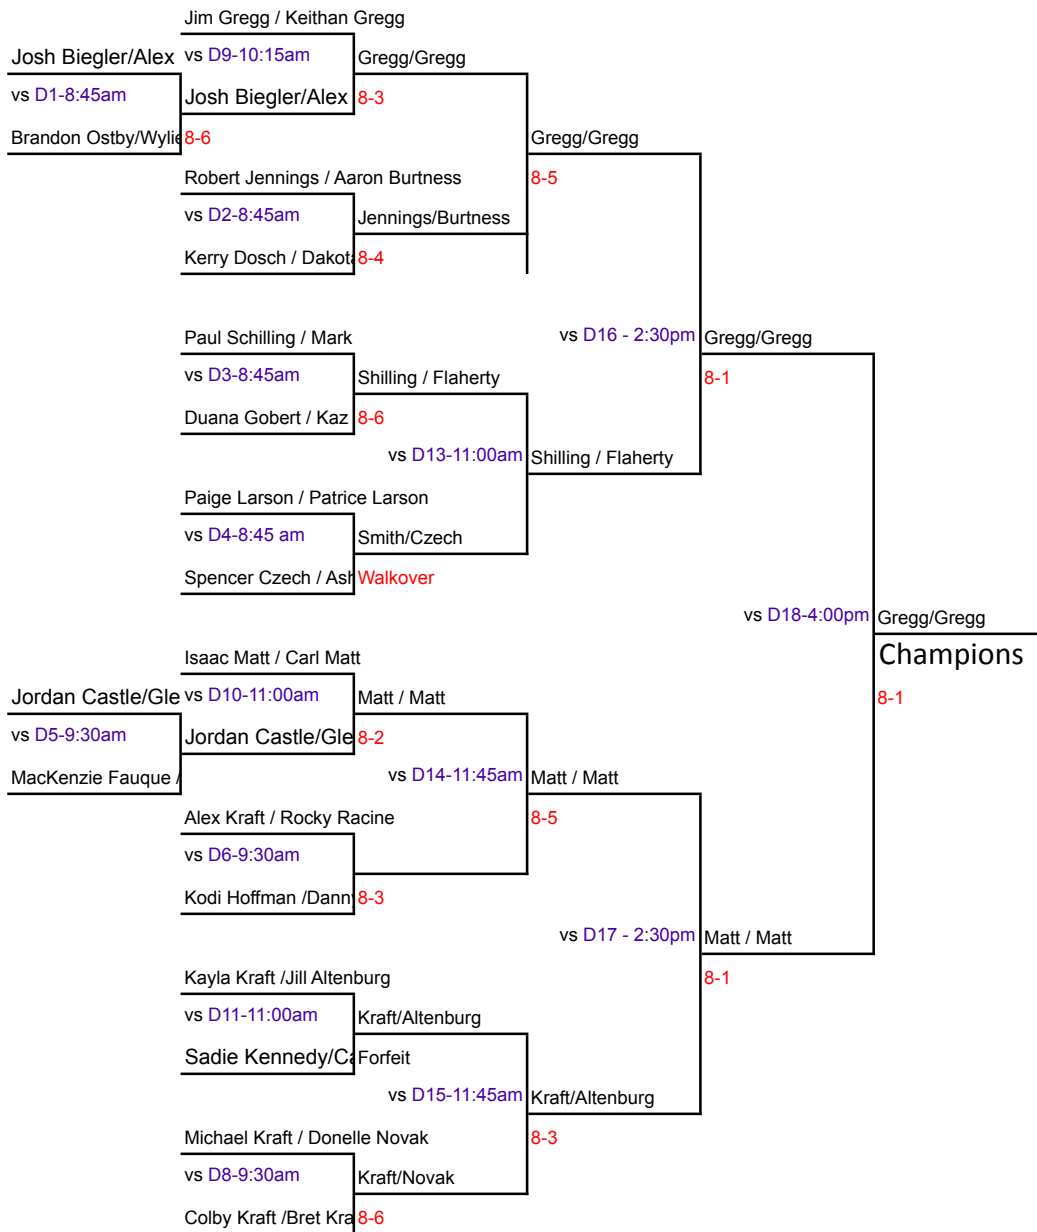 Jim Gregg / Keithan Gregg
Josh Biegler/Alex
vs D9-10:15am
Gregg/Gregg
vs D1-8:45am
Josh Biegler/Alex
8-3
Brandon Ostby/Wylie
8-6
Gregg/Gregg
Robert Jennings / Aaron Burtness
8-5
vs D2-8:45am
Jennings/Burtness
Kerry Dosch / Dakota
8-4
Paul Schilling / Mark
vs D16 - 2:30pm
Gregg/Gregg
vs D3-8:45am
Shilling / Flaherty
8-1
Duana Gobert / Kaz
8-6
vs D13-11:00am
Shilling / Flaherty
Paige Larson / Patrice Larson
vs D4-8:45 am
Smith/Czech
Spencer Czech / Ash
Walkover
vs D18-4:00pm
Gregg/Gregg
Champions
Isaac Matt / Carl Matt
Jordan Castle/Gle
vs D10-11:00am
Matt / Matt
8-1
vs D5-9:30am
Jordan Castle/Gle
8-2
MacKenzie Fauque /
vs D14-11:45am
Matt / Matt
Alex Kraft / Rocky Racine
8-5
vs D6-9:30am
Kodi Hoffman /Danny
8-3
vs D17 - 2:30pm
Matt / Matt
Kayla Kraft /Jill Altenburg
8-1
vs D11-11:00am
Kraft/Altenburg
Sadie Kennedy/Ca
Forfeit
vs D15-11:45am
Kraft/Altenburg
Michael Kraft / Donelle Novak
8-3
vs D8-9:30am
Kraft/Novak
Colby Kraft /Bret Kra
8-6